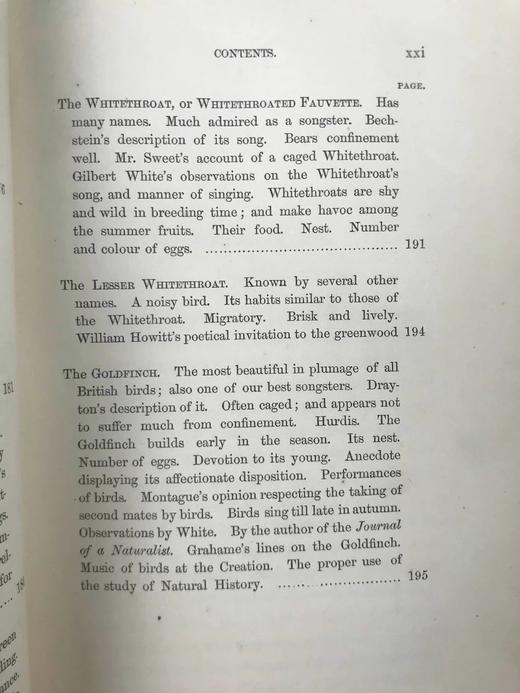 CONTENTS. xxi
PAGE.
The WHITETHROAT, or WHITETHROATED FAUVETTE. Has
many names. Much admired as a songster. Bech-
stein's description of its song. Bears confinement
well. Mr. Sweet's account of a caged Whitethroat.
Gilbert White's observations on the Whitethroat's
song, and manner of singing. Whitethroats are shy
and wild in breeding time; and make havoc among
the summer fruits. Their food. Nest. Number
and colour of eggs. .......................................... 191
The LESSER WHITETHROAT. Known by several other
names. A noisy bird. Its habits similar to those of
the Whitethroat. Migratory. Brisk and lively.
William Howitt's poetical invitation to the greenwood 194
The GOLDFINCH. The most beautiful in plumage of all
British birds; also one of our best songsters. Dray-
ton's description of it. Often caged; and appears not
to suffer much from confinement. Hurdis. The
Goldfinch builds early in the season. Its nest.
Number of eggs. Devotion to its young. Anecdote
displaying its affectionate disposition. Performances
of birds. Montague's opinion respecting the taking of
second mates by birds. Birds sing till late in autumn.
Observations by White. By the author of the Journal
of a Naturalist. Grahame's lines on the Goldfinch.
Music of birds at the Creation. The proper use of
the study of Natural History. .......................... 195
181
for